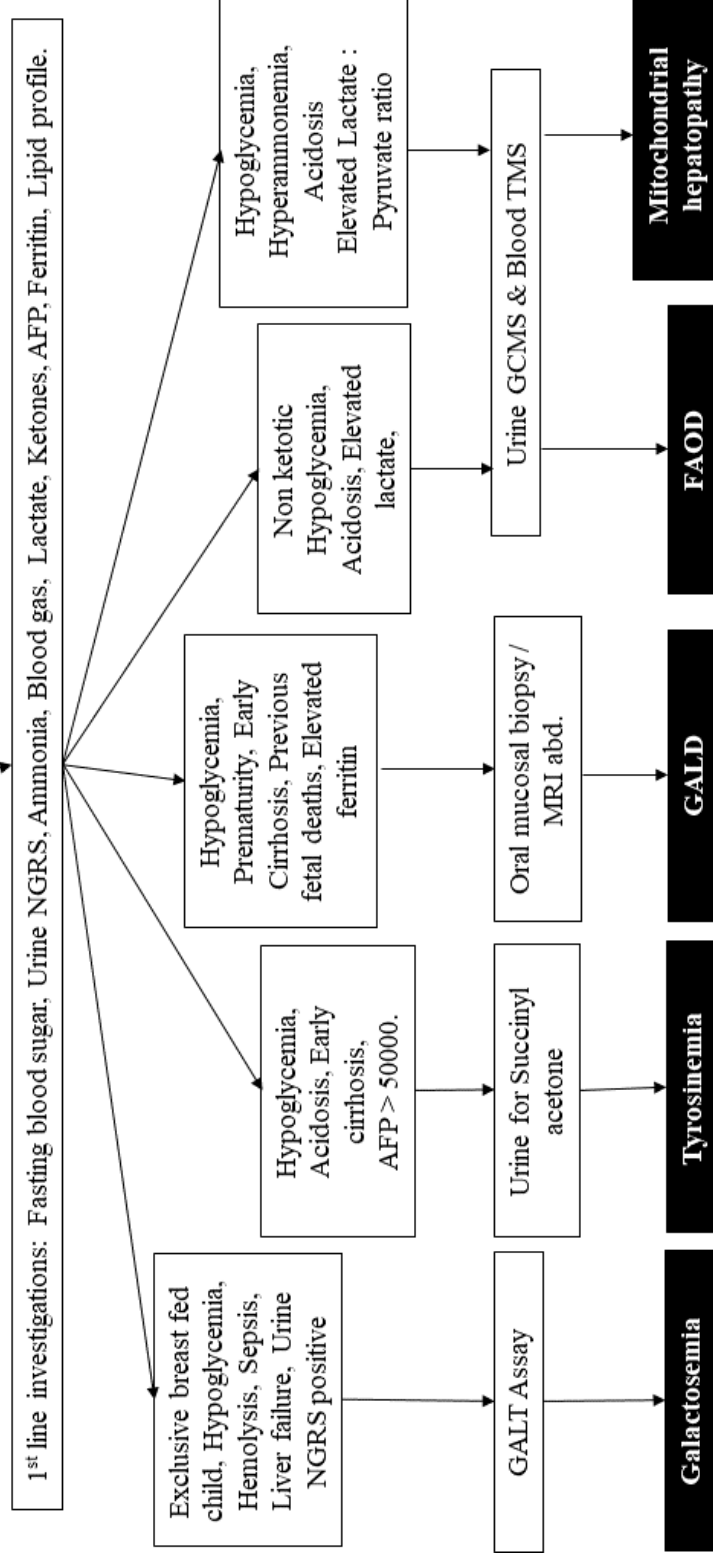 1st line investigations: Fasting blood sugar, Urine NGRS, Ammonia, Blood gas, Lactate, Ketones, AFP, Ferritin, Lipid profile.
Exclusive breast fed
child, Hypoglycemia,
Hemolysis, Sepsis,
Liver failure, Urine
NGRS positive
GALT Assay
Galactosemia
Hypoglycemia,
Acidosis, Early
cirrhosis,
AFP > 50000.
Urine for Succinyl
acetone
Tyrosinemia
Hypoglycemia,
Prematurity, Early
Cirrhosis, Previous
fetal deaths, Elevated
ferritin
Oral mucosal biopsy /
MRI abd.
GALD
Non ketotic
Hypoglycemia,
Acidosis, Elevated
lactate,
Hypoglycemia,
Hyperammonemia,
Acidosis
Elevated Lactate :
Pyruvate ratio
Urine GCMS & Blood TMS
FAOD
Mitochondrial
hepatopathy